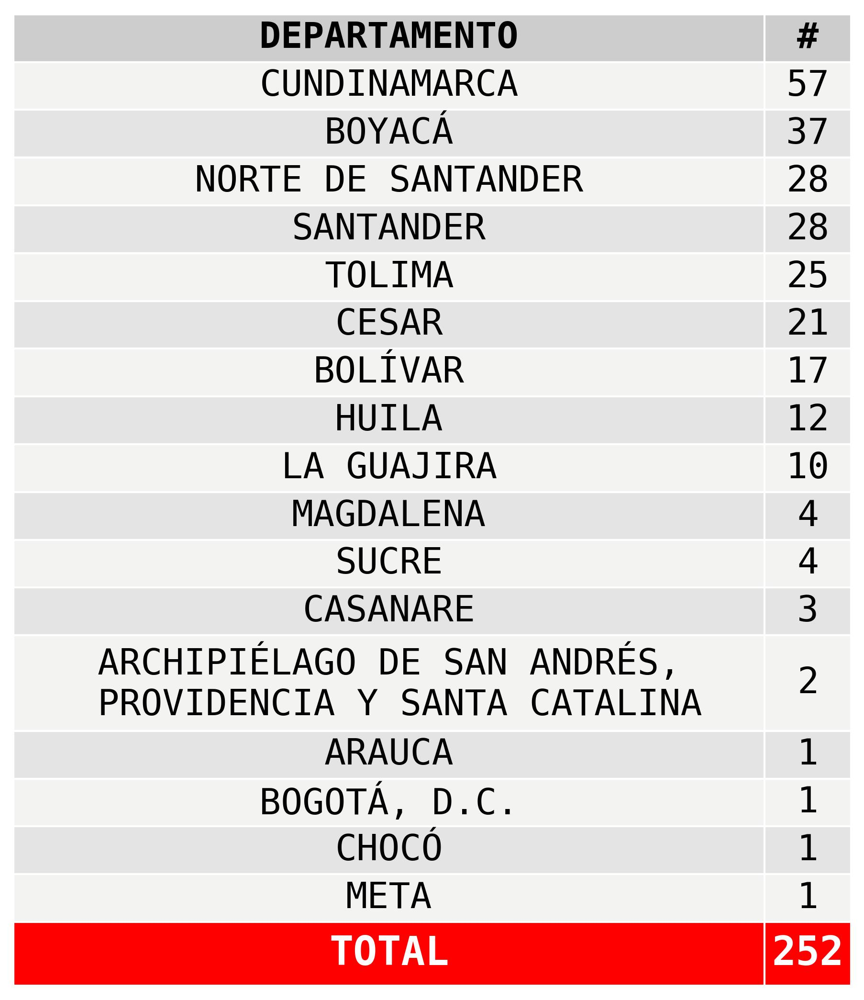 DEPARTAMENTO #
CUNDINAMARCA 57
BOYACÁ 37
NORTE DE SANTANDER 28
SANTANDER 28
TOLIMA 25
CESAR 21
BOLÍVAR 17
HUILA 12
LA GUAJIRA 10
MAGDALENA 4
SUCRE 4
CASANARE 3
ARCHIPIÉLAGO DE SAN ANDRÉS,
PROVIDENCIA Y SANTA CATALINA 2
ARAUCA 1
BOGOTÁ, D.C. 1
CHOCÓ 1
META 1
TOTAL 252